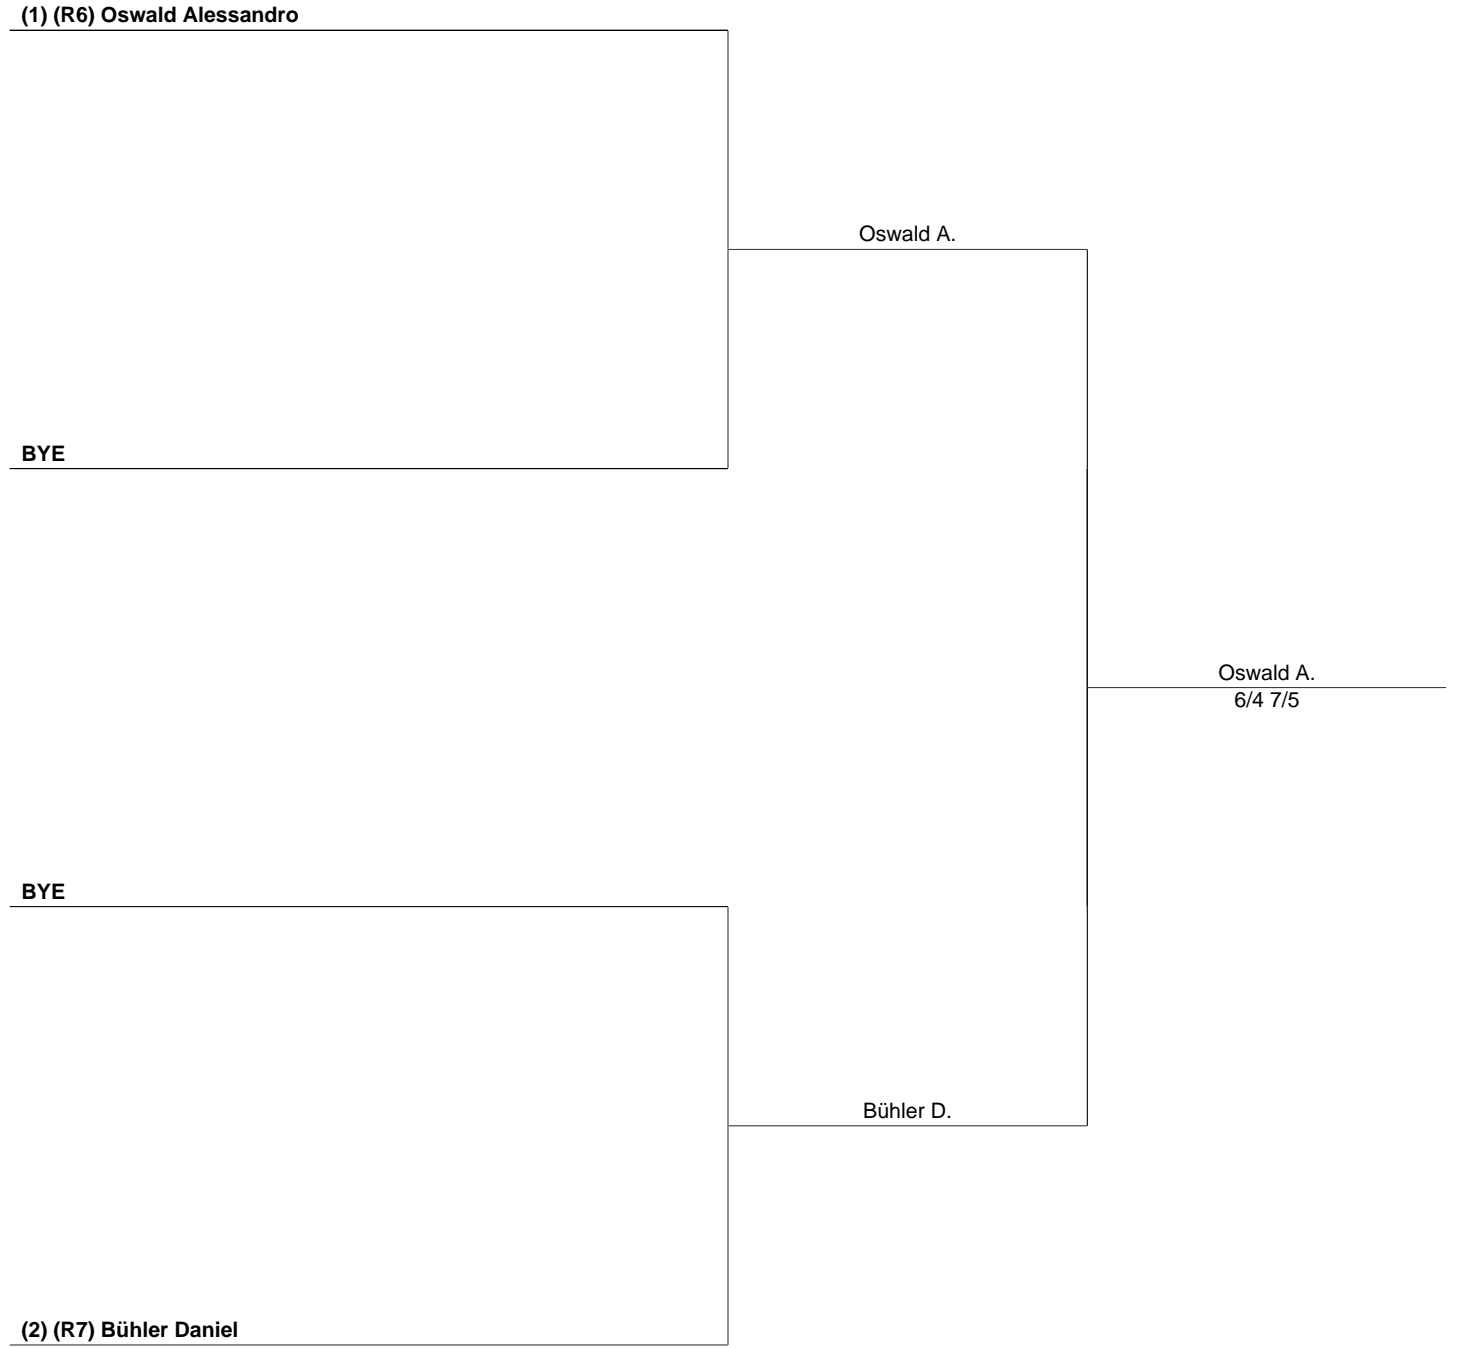 (1) (R6) Oswald Alessandro
Oswald A.
BYE
Oswald A.
6/4 7/5
BYE
Bühler D.
(2) (R7) Bühler Daniel